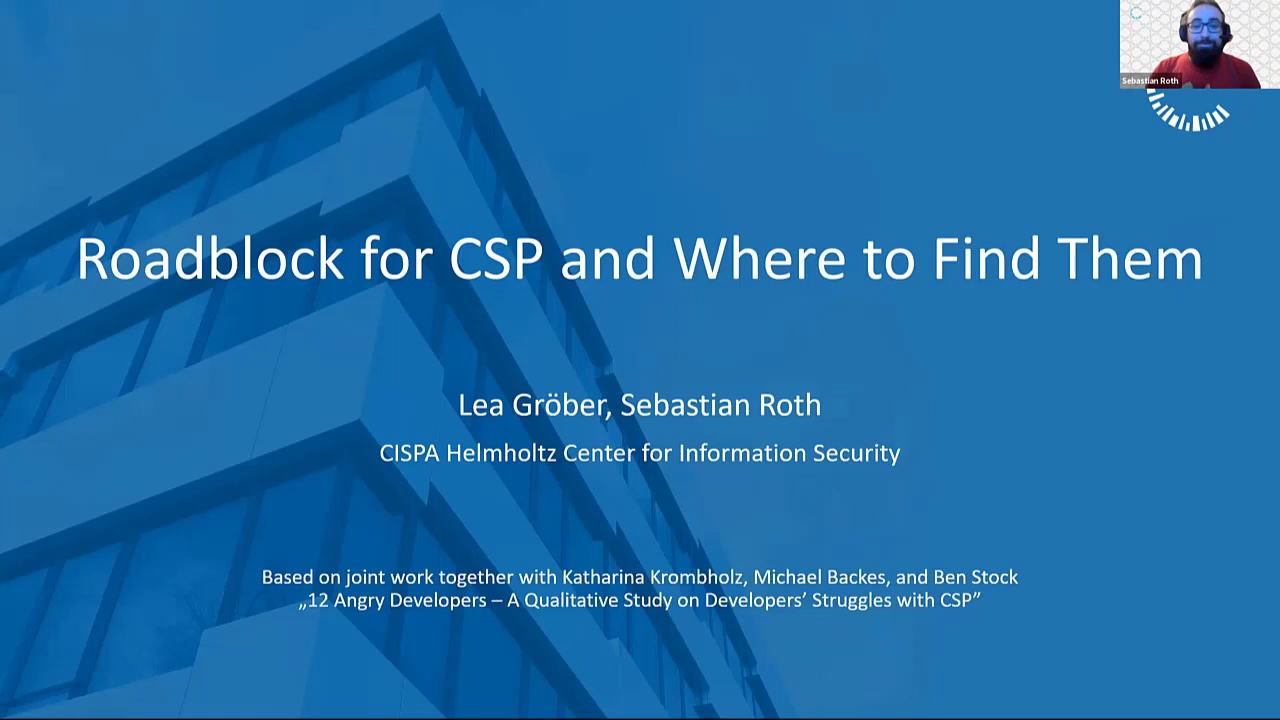 Sebastian Roth
Roadblock for CSP and Where to Find Them
Lea Gröber, Sebastian Roth
CISPA Helmholtz Center for Information Security
Based on joint work together with Katharina Krombholz, Michael Backes, and Ben Stock
„12 Angry Developers – A Qualitative Study on Developers’ Struggles with CSP”